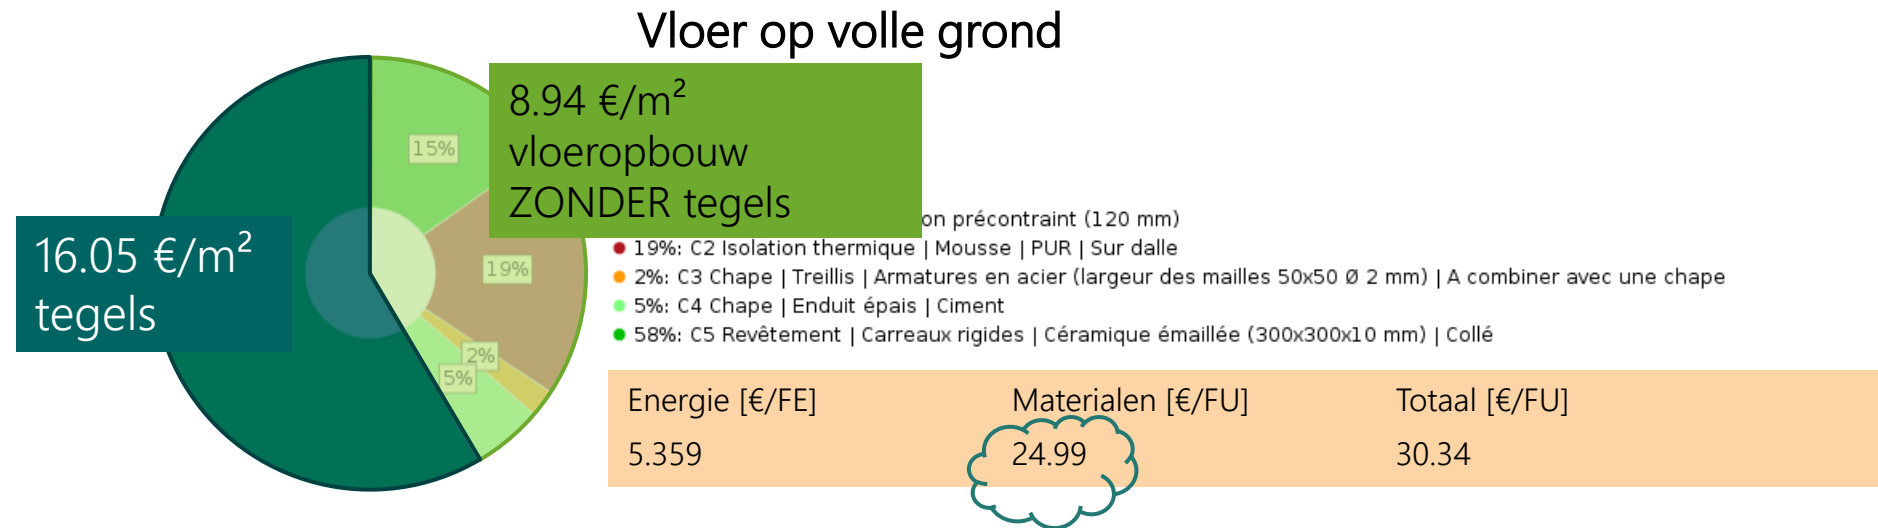 Vloer op volle grond
8.94 €/m²
vloeropbouw
ZONDER tegels
15%
19%
2%
5%
16.05 €/m²
tegels
on précontraint (120 mm)
19%: C2 Isolation thermique | Mousse | PUR | Sur dalle
2%: C3 Chape | Treillis | Armatures en acier (largeur des mailles 50x50 Ø 2 mm) | A combiner avec une chape
5%: C4 Chape | Enduit épais | Ciment
58%: C5 Revêtement | Carreaux rigides | Céramique émaillée (300x300x10 mm) | Collé
Energie [€/FE] Materialen [€/FU] Totaal [€/FU]
5.359 24.99 30.34